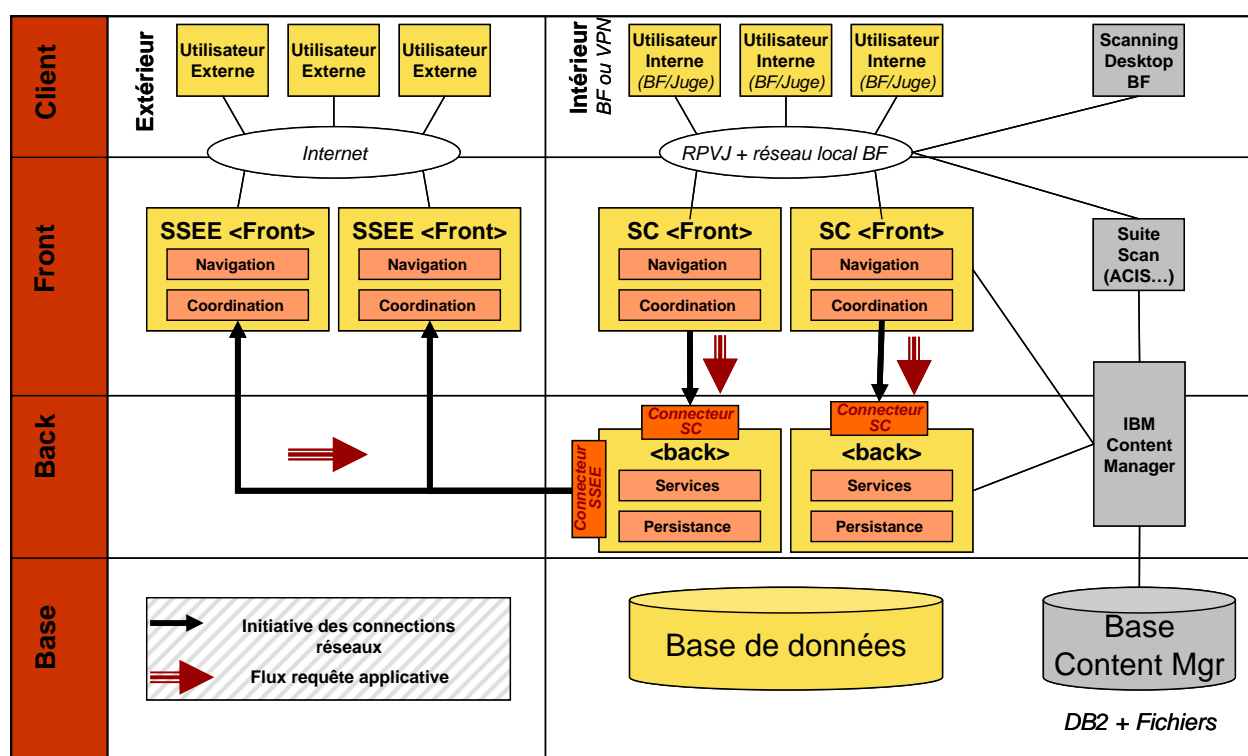 Client
Extérieur
Utilisateur
Externe
Utilisateur
Externe
Utilisateur
Externe
Internet
Intérieur
BF ou VPN
Utilisateur
Interne
(BF/Juge)
Utilisateur
Interne
(BF/Juge)
Utilisateur
Interne
(BF/Juge)
RPVJ + réseau local BF
Scanning
Desktop
BF
Front
SSEE <Front>
Navigation
Coordination
SSEE <Front>
Navigation
Coordination
SC <Front>
Navigation
Coordination
SC <Front>
Navigation
Coordination
Suite
Scan
(ACIS…)
Back
Connecteur
SSEE
Connecteur
SC
<back>
Services
Persistance
Connecteur
SC
<back>
Services
Persistance
IBM
Content
Manager
Base
Initiative des connections
réseaux
Flux requête applicative
Base de données
Base
Content Mgr
DB2 + Fichiers